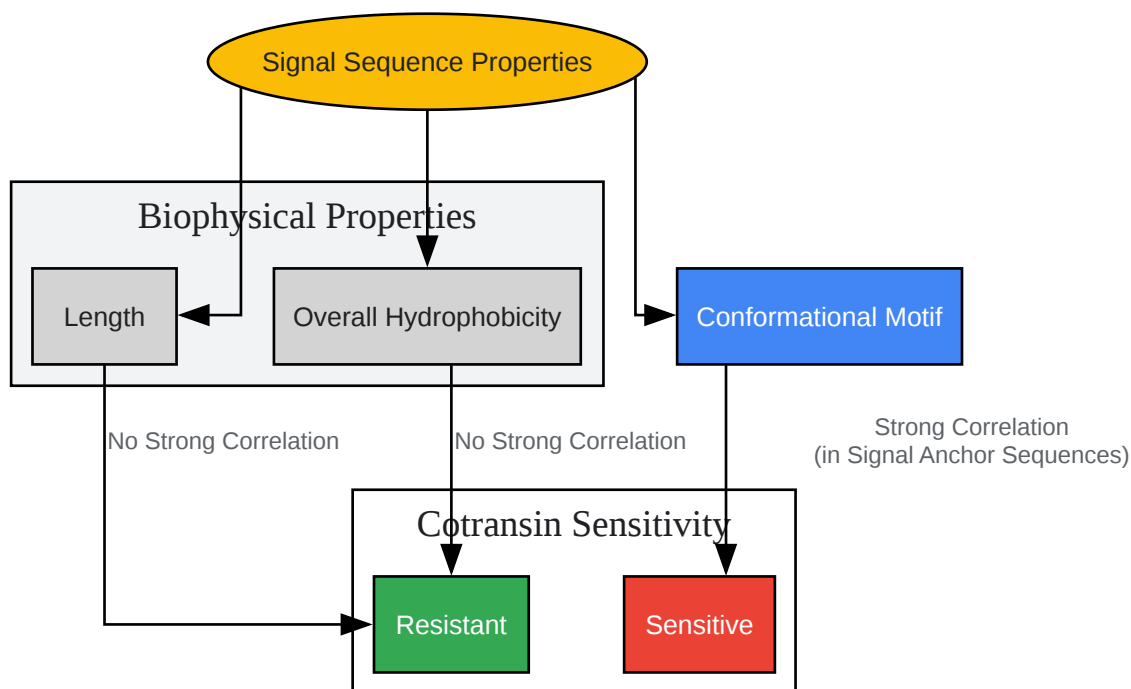 Signal Sequence Properties
Biophysical Properties
Length
Overall Hydrophobicity
Conformational Motif
No Strong Correlation
No Strong Correlation
Strong Correlation
(in Signal Anchor Sequences)
Cotransin Sensitivity
Resistant
Sensitive